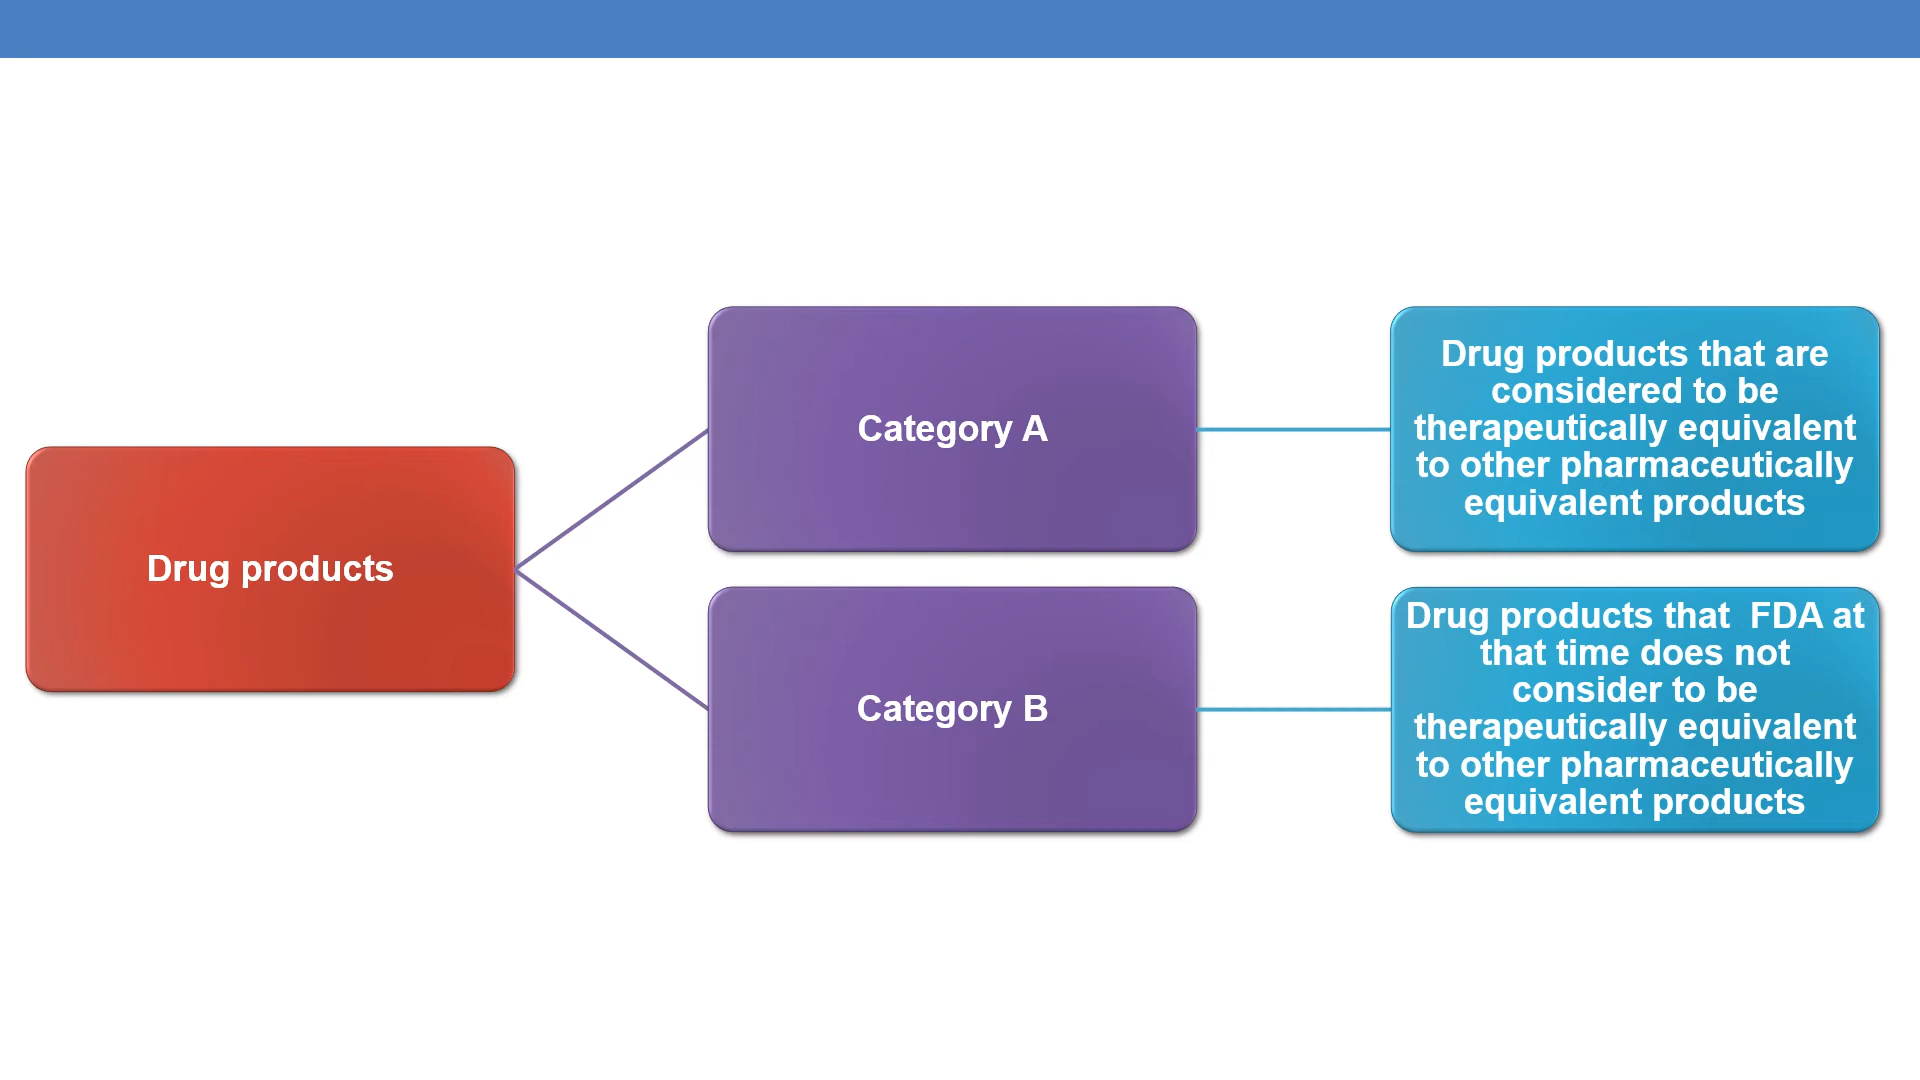 Drug products
Category A
Drug products that are
considered to be
therapeutically equivalent
to other pharmaceutically
equivalent products
Category B
Drug products that  FDA at
that time does not
consider to be
therapeutically equivalent
to other pharmaceutically
equivalent products